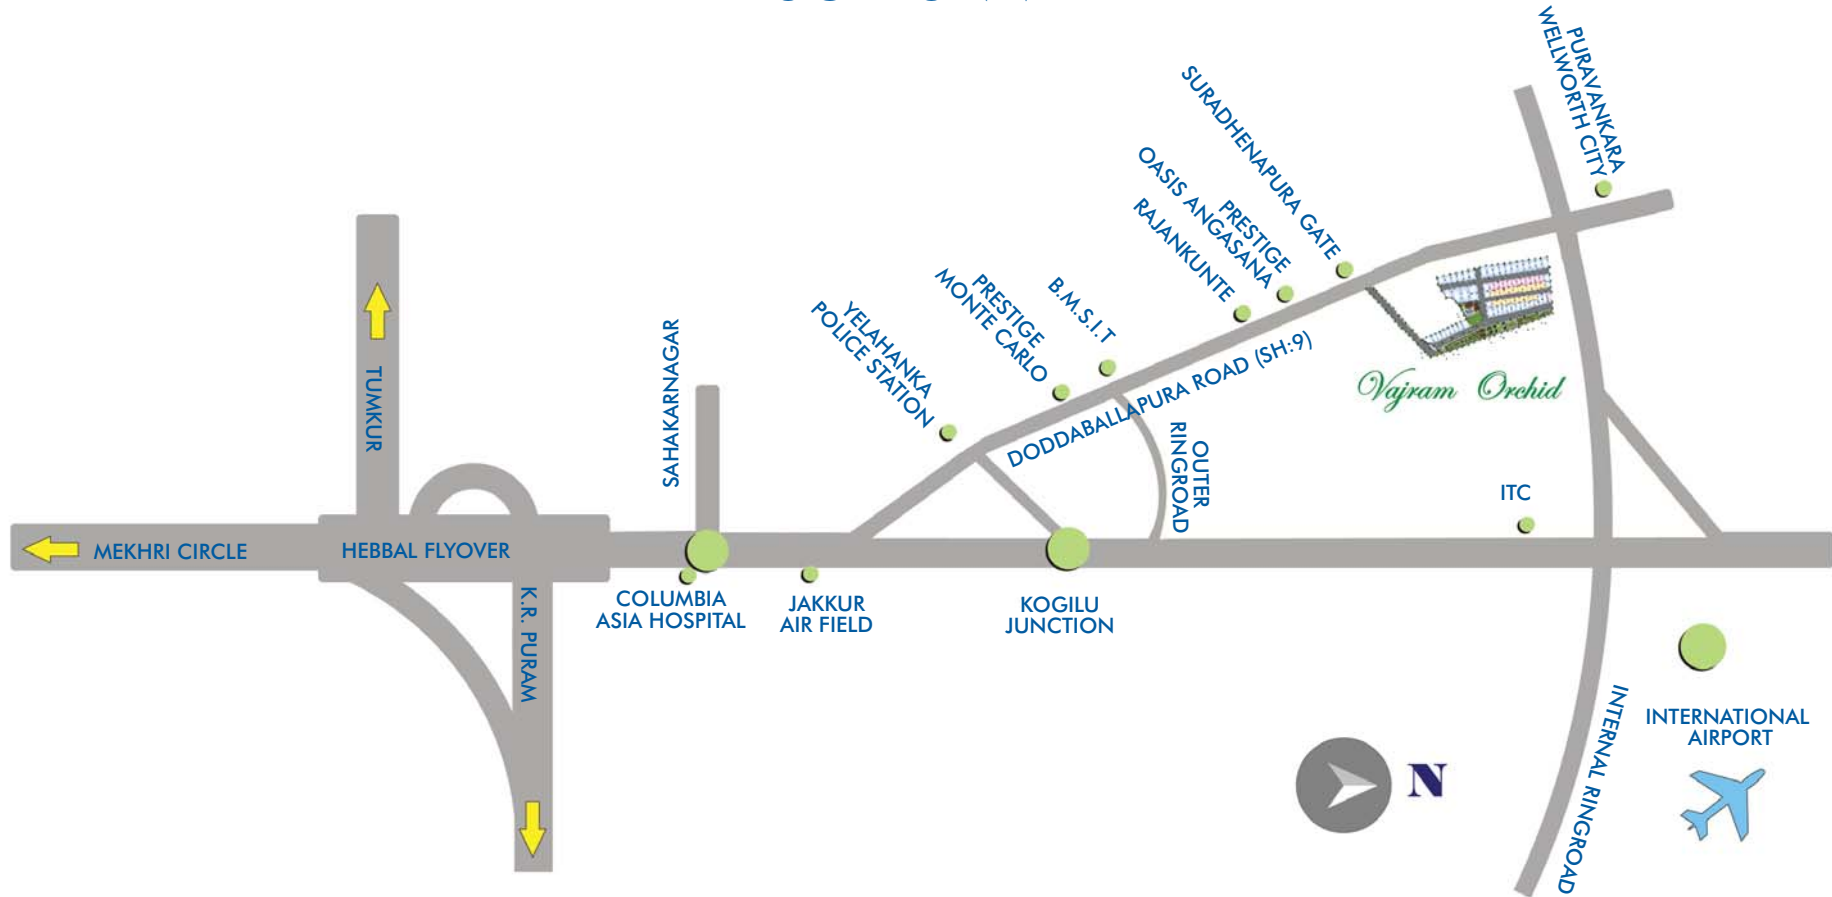 PURAVANKARA
WELLWORTH CITY
SURADHENAPURA GATE
PRESTIGE
OASIS ANGASANA
RAJANKUNTE
B.M.S.I.T
PRESTIGE
MONTE CARLO
YELAHANKA
POLICE STATION
SAHAKARNAGAR
TUMKUR
DODDABALLAPURA ROAD (SH:9)
Vajram Orchid
OUTER
RINGROAD
ITC
MEKHRI CIRCLE
HEBBAL FLYOVER
K.R. PURAM
COLUMBIA
ASIA HOSPITAL
JAKKUR
AIR FIELD
KOGILU
JUNCTION
INTERNAL RINGROAD
INTERNATIONAL
AIRPORT
N